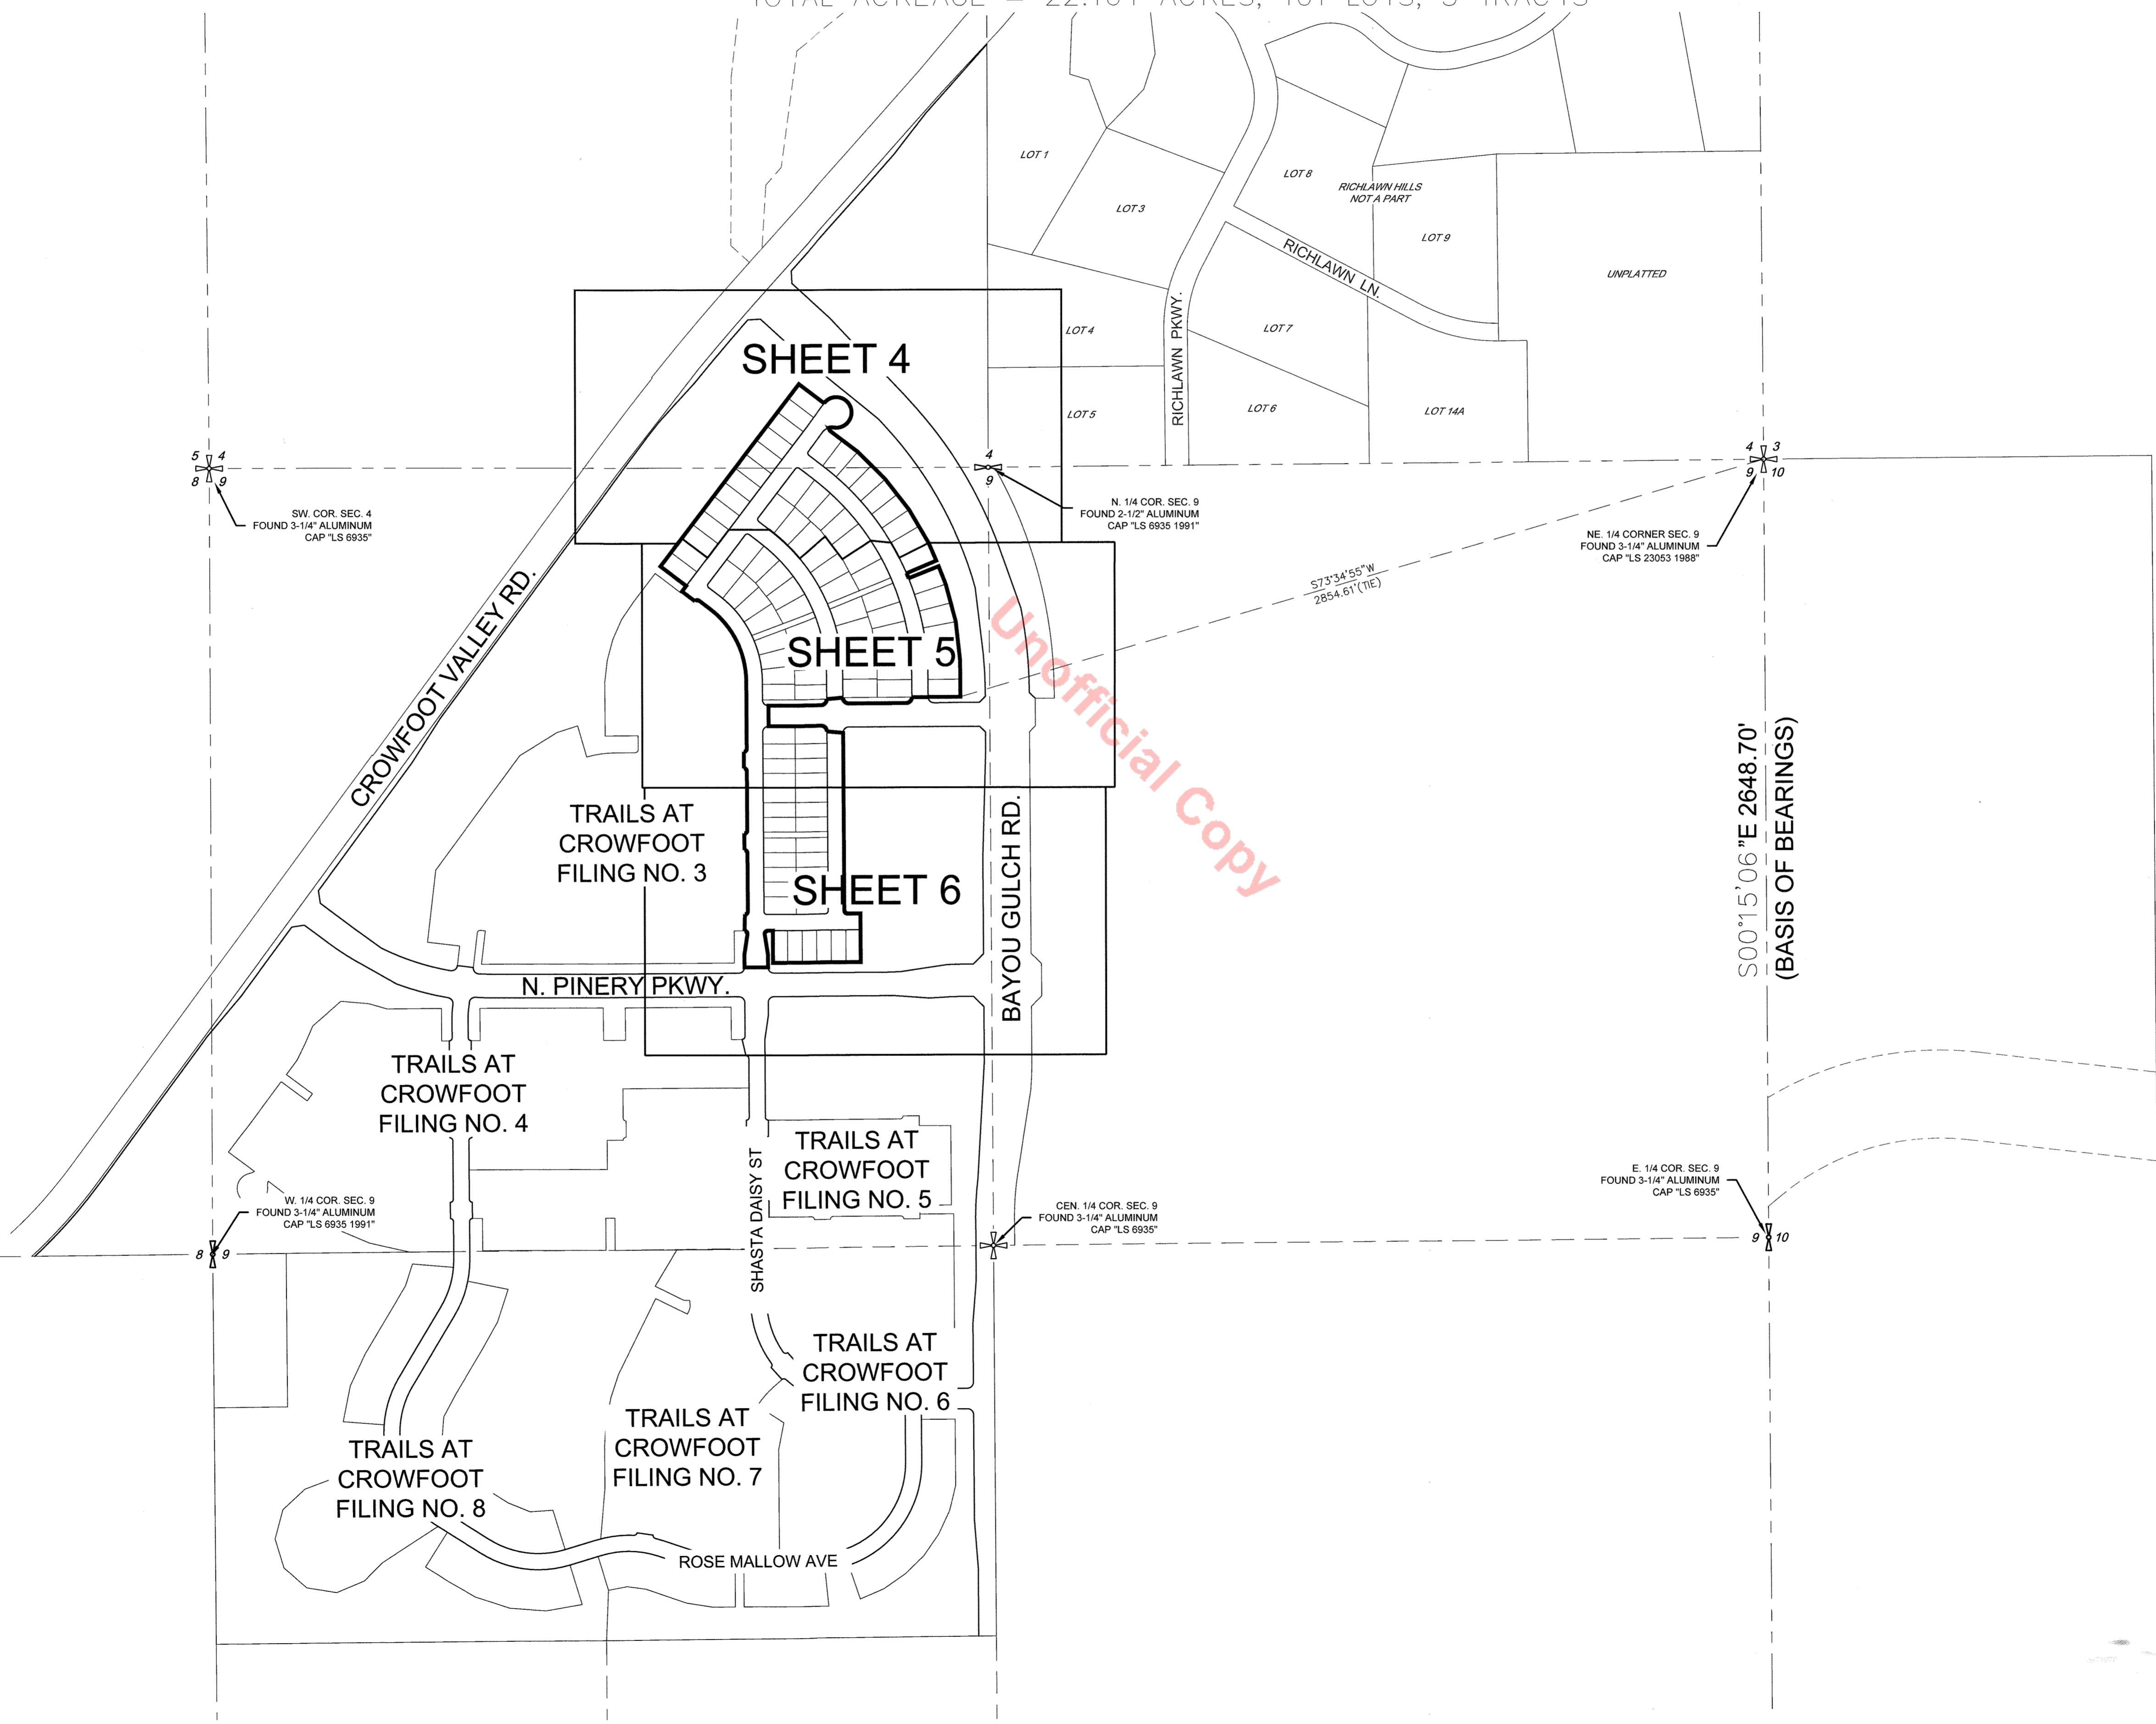 LOT 1
LOT 3
LOT 8
RICHLAWN HILLS
NOT A PART
LOT 9
UNPLATTED
RICHLAWN LN.
RICHLAWN PKWY.
LOT 4
LOT 7
LOT 5
LOT 6
LOT 14A
SHEET 4
5 4
8 9
SW. COR. SEC. 4
FOUND 3-1/4" ALUMINUM
CAP "LS 6935"
4
9
N. 1/4 COR. SEC. 9
FOUND 2-1/2" ALUMINUM
CAP "LS 6935 1991"
4 3
9 10
NE. 1/4 CORNER SEC. 9
FOUND 3-1/4" ALUMINUM
CAP "LS 23053 1988"
S73°34'55"W
2854.61'(TIE)
CROWFOOT VALLEY RD.
SHEET 5
Unofficial Copy
S00°15'06"E 2648.70'
(BASIS OF BEARINGS)
TRAILS AT
CROWFOOT
FILING NO. 3
SHEET 6
BAYOU GULCH RD.
N. PINERY PKWY.
TRAILS AT
CROWFOOT
FILING NO. 4
TRAILS AT
CROWFOOT
FILING NO. 5
SHASTA DAISY ST
W. 1/4 COR. SEC. 9
FOUND 3-1/4" ALUMINUM
CAP "LS 6935 1991"
8 9
CEN. 1/4 COR. SEC. 9
FOUND 3-1/4" ALUMINUM
CAP "LS 6935"
E. 1/4 COR. SEC. 9
FOUND 3-1/4" ALUMINUM
CAP "LS 6935"
9 10
TRAILS AT
CROWFOOT
FILING NO. 6
TRAILS AT
CROWFOOT
FILING NO. 7
TRAILS AT
CROWFOOT
FILING NO. 8
ROSE MALLOW AVE